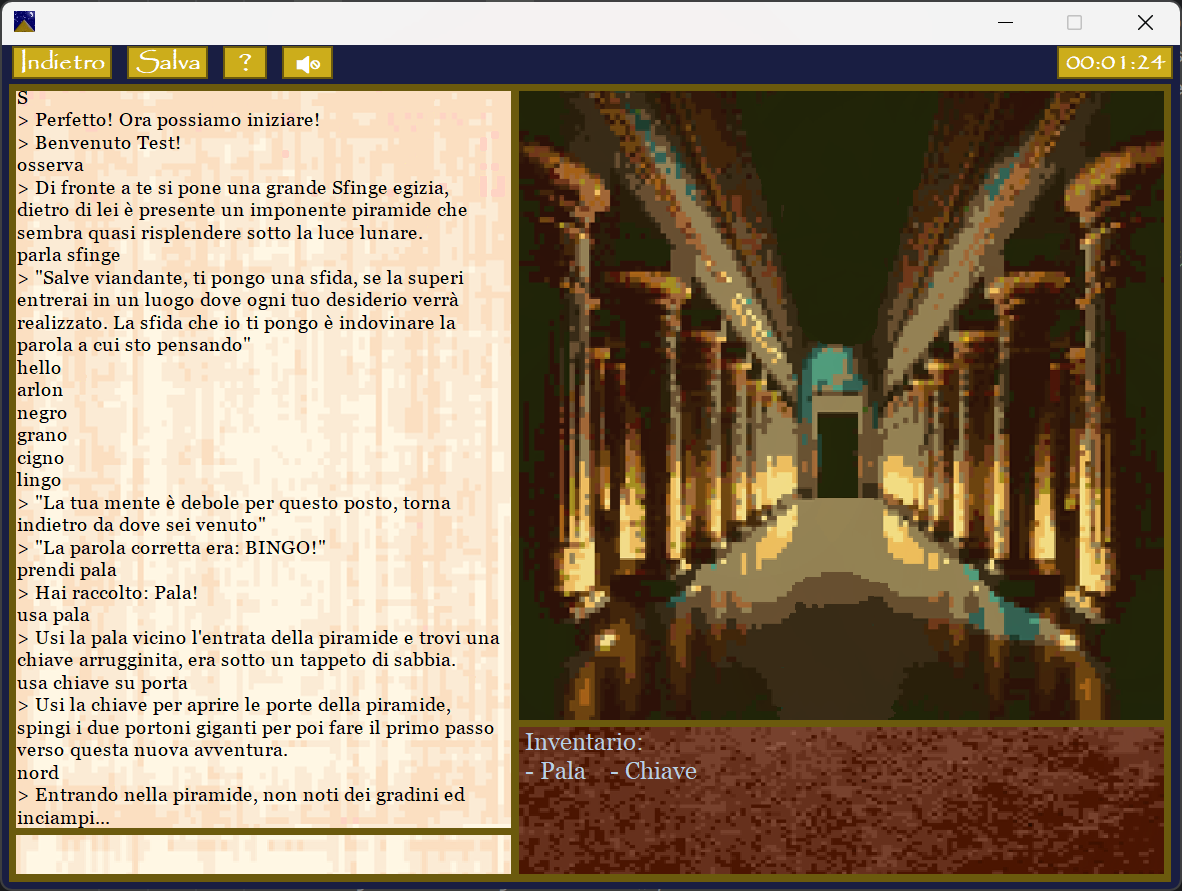 Indietro
Salva
?
00:01:24
S
> Perfetto! Ora possiamo iniziare!
> Benvenuto Test!
osserva
> Di fronte a te si pone una grande Sfinge egizia,
dietro di lei è presente un imponente piramide che
sembra quasi risplendere sotto la luce lunare.
parla sfinge
> "Salve viandante, ti pongo una sfida, se la superi
entrerai in un luogo dove ogni tuo desiderio verrà
realizzato. La sfida che io ti pongo è indovinare la
parola a cui sto pensando"
hello
arlon
negro
grano
cigno
lingo
> "La tua mente è debole per questo posto, torna
indietro da dove sei venuto"
> "La parola corretta era: BINGO!"
prendi pala
> Hai raccolto: Pala!
usa pala
> Usi la pala vicino l'entrata della piramide e trovi una
chiave arrugginita, era sotto un tappeto di sabbia.
usa chiave su porta
> Usi la chiave per aprire le porte della piramide,
spingi i due portoni giganti per poi fare il primo passo
verso questa nuova avventura.
nord
> Entrando nella piramide, non noti dei gradini ed
inciampi...
Inventario:
- Pala - Chiave